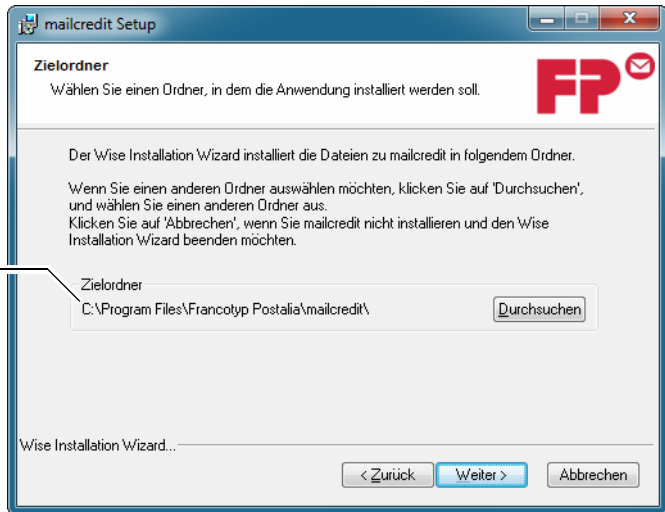 mailcredit Setup
Zielordner
Wählen Sie einen Ordner, in dem die Anwendung installiert werden soll.
FP
Der Wise Installation Wizard installiert die Dateien zu mailcredit in folgendem Ordner.
Wenn Sie einen anderen Ordner auswählen möchten, klicken Sie auf 'Durchsuchen',
und wählen Sie einen anderen Ordner aus.
Klicken Sie auf 'Abbrechen', wenn Sie mailcredit nicht installieren und den Wise
Installation Wizard beenden möchten.
Zielordner
C:\Program Files\Francotyp Postalia\mailcredit\
Durchsuchen
Wise Installation Wizard...
< Zurück
Weiter >
Abbrechen